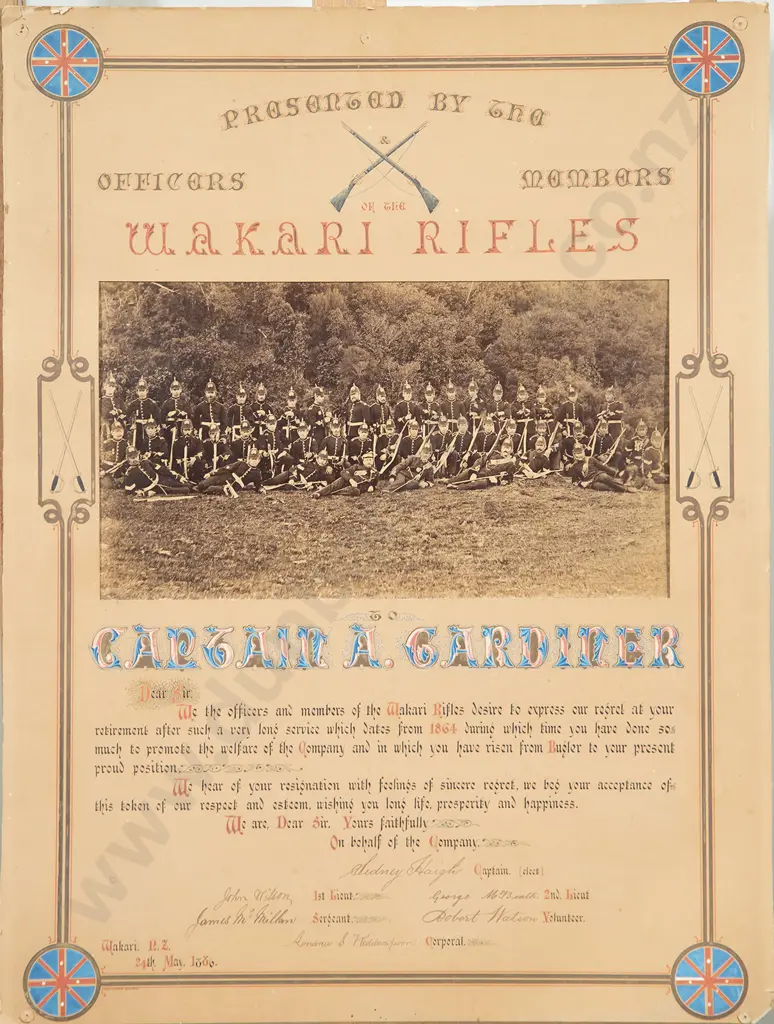 PRESENTED BY THE
&
OFFICERS MEMBERS
OF THE
WAKARI RIFLES
TO
CAPTAIN A. GARDINER
Dear Sir
We the officers and members of the Wakari Rifles desire to express our regret at your
retirement after such a very long service which dates from 1864 during which time you have done so
much to promote the welfare of the Company and in which you have risen from Bugler to your present
proud position.
We hear of your resignation with feelings of sincere regret, we beg your acceptance of
this token of our respect and esteem, wishing you long life, prosperity and happiness.
We are, Dear Sir, Yours faithfully
On behalf of the Company.
Sidney Haigh Captain. (elect)
John Wilson 1st Lieut. George 2nd. Lieut
James McMillan Sergeant. Robert Watson Volunteer.
Corporal.
Wakari. N.Z.
24th May. 1886.